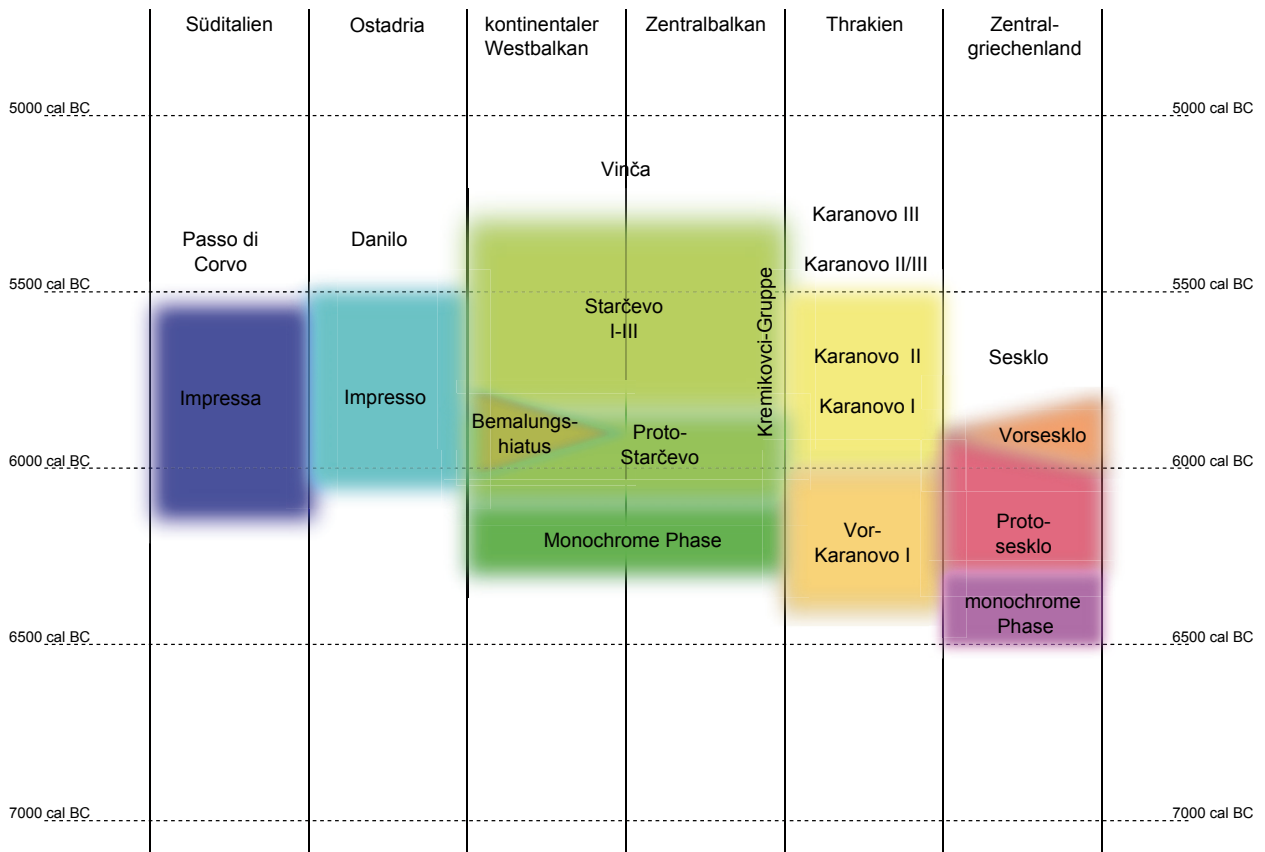 Süditalien
Ostadria
kontinentaler
Westbalkan
Zentralbalkan
Thrakien
Zentral-
griechenland
5000 cal BC
5000 cal BC
Vinča
Karanovo III
Passo di
Corvo
Danilo
Karanovo II/III
5500 cal BC
5500 cal BC
Starčevo
I-III
Kremikovci-Gruppe
Karanovo  II
Sesklo
Impressa
Impresso
Karanovo I
Bemalungs-
hiatus
Proto-
Starčevo
Vorsesklo
6000 cal BC
6000 cal BC
Monochrome Phase
Vor-
Karanovo I
Proto-
sesklo
monochrome
Phase
6500 cal BC
6500 cal BC
7000 cal BC
7000 cal BC